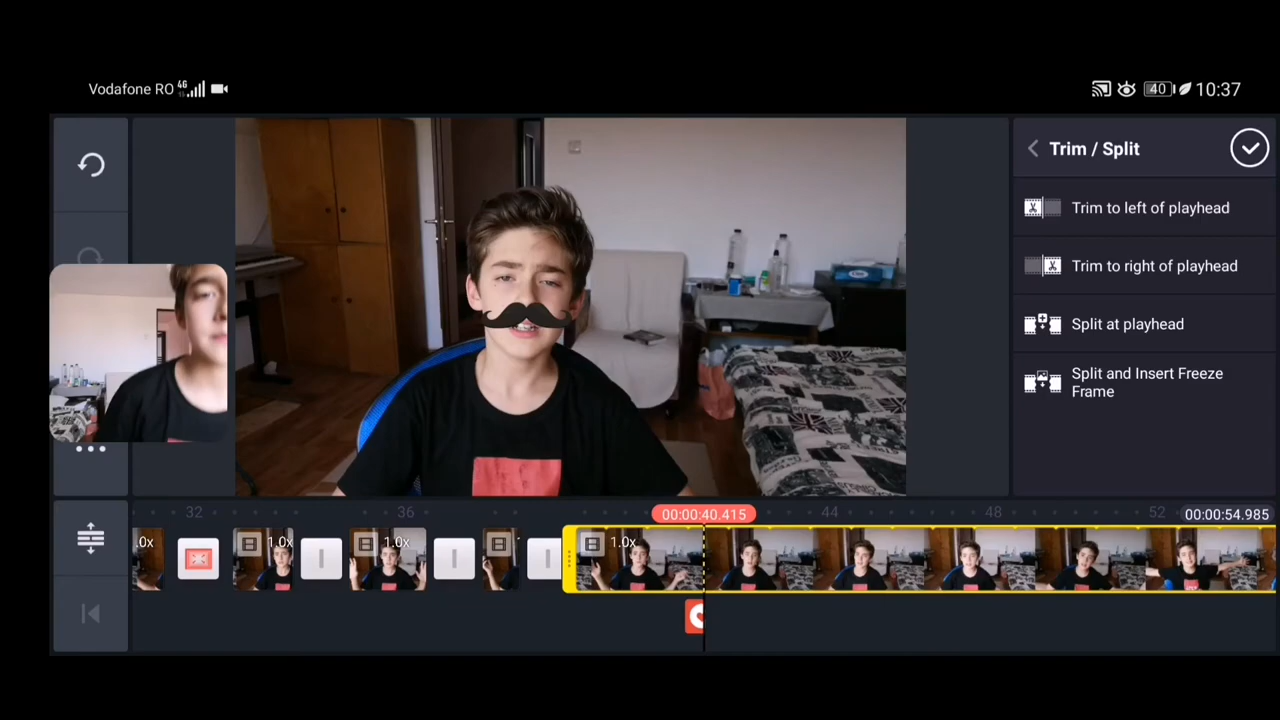 Vodafone RO 4G
40 10:37
Trim / Split
Trim to left of playhead
Trim to right of playhead
Split at playhead
Split and Insert Freeze
Frame
32 36 00:00:40.415 44 48 52 00:00:54.985
.0x 1.0x 1.0x 1.0x